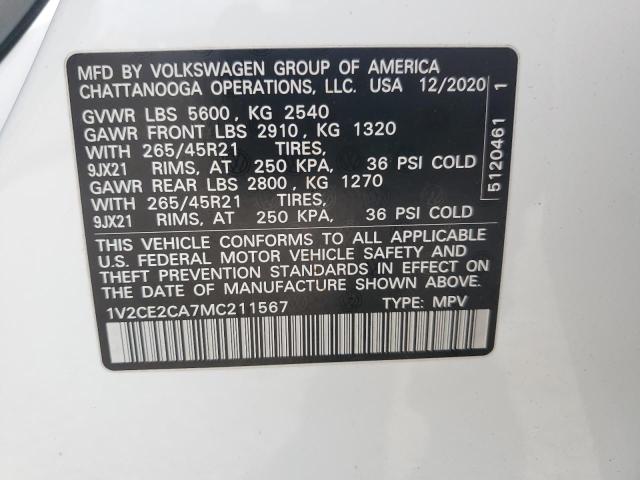 MFD BY VOLKSWAGEN GROUP OF AMERICA
CHATTANOOGA OPERATIONS, LLC. USA 12/2020
GVWR LBS 5600, KG 2540
GAWR FRONT LBS 2910, KG 1320
WITH 265/45R21 TIRES,
9JX21 RIMS, AT 250 KPA, 36 PSI COLD
GAWR REAR LBS 2800, KG 1270
WITH 265/45R21 TIRES,
9JX21 RIMS, AT 250 KPA, 36 PSI COLD
THIS VEHICLE CONFORMS TO ALL APPLICABLE
U.S. FEDERAL MOTOR VEHICLE SAFETY AND
THEFT PREVENTION STANDARDS IN EFFECT ON
THE DATE OF MANUFACTURE SHOWN ABOVE.
1V2CE2CA7MC211567 TYPE: MPV
5120461 1